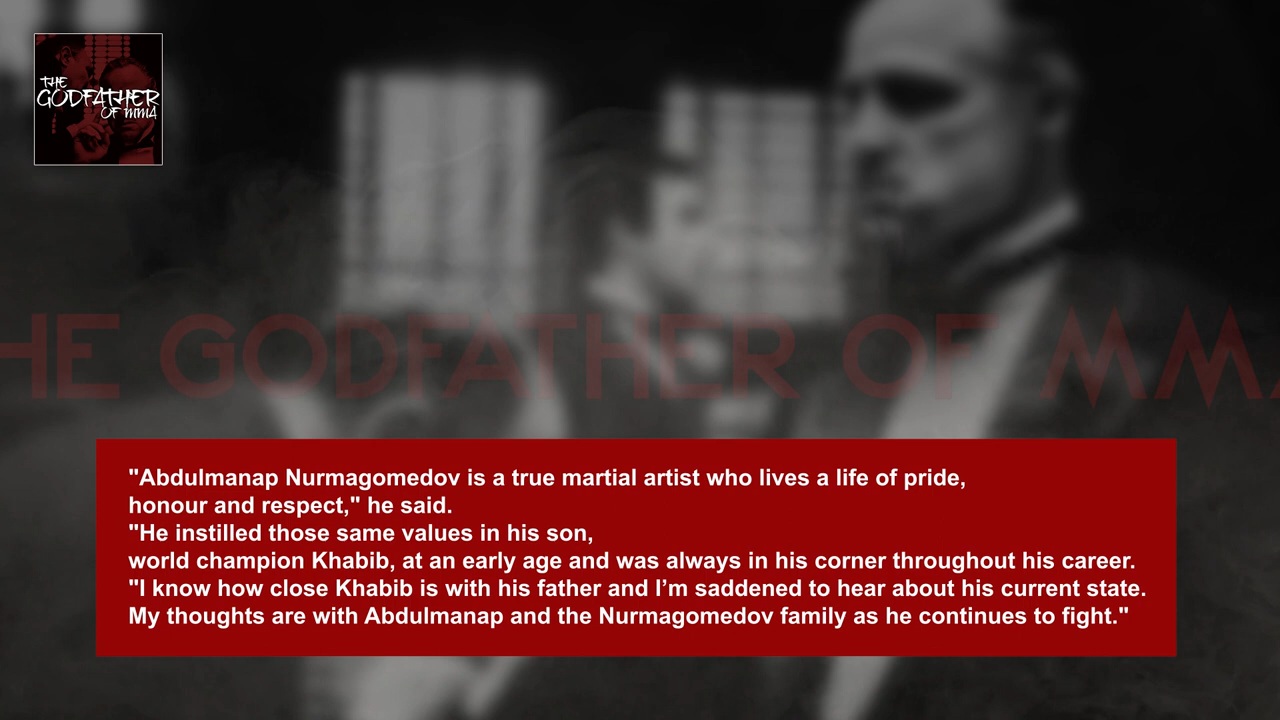 THE
GODFATHER
OF MMA
HE GODFATHER OF MMA
"Abdulmanap Nurmagomedov is a true martial artist who lives a life of pride,
honour and respect," he said.
"He instilled those same values in his son,
world champion Khabib, at an early age and was always in his corner throughout his career.
"I know how close Khabib is with his father and I’m saddened to hear about his current state.
My thoughts are with Abdulmanap and the Nurmagomedov family as he continues to fight."